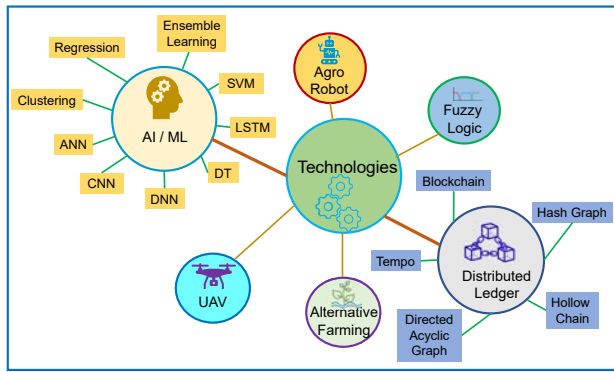 Ensemble
Learning
Regression
SVM
Clustering
AI / ML
LSTM
ANN
CNN
DNN
DT
Agro
Robot
Fuzzy
Logic
Technologies
UAV
Alternative
Farming
Blockchain
Hash Graph
Tempo
Distributed
Ledger
Hollow
Chain
Directed
Acyclic
Graph